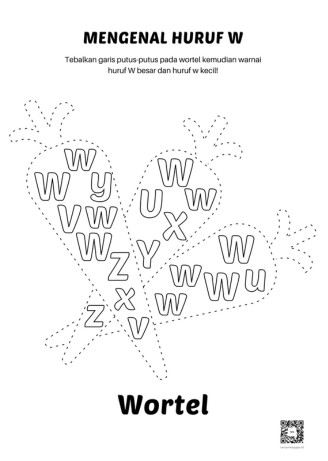 MENGENAL HURUF W
Tebalkan garis putus-putus pada wortel kemudian warnai
huruf W besar dan huruf w kecil!
w
W y
V w
W
Z
x
z
v
W
U w
X
Y
W
w W u
w
Wortel